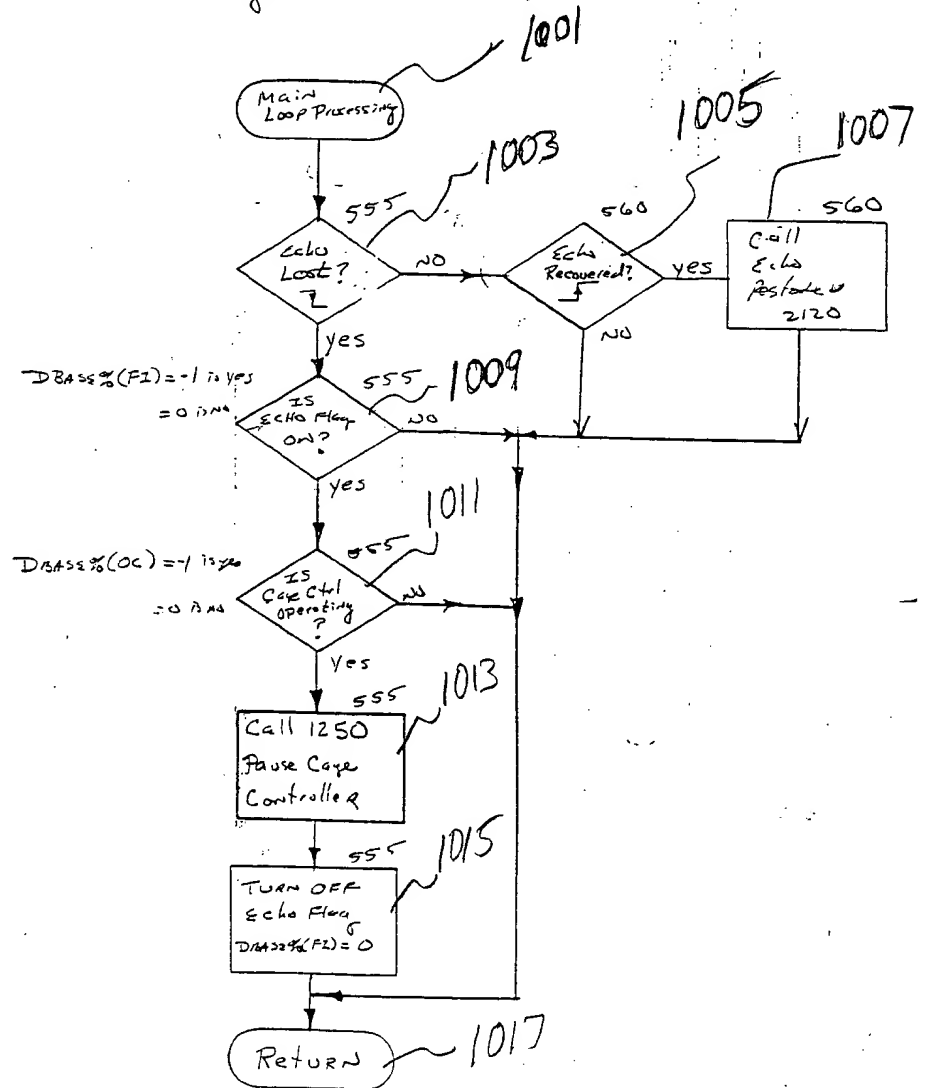 1001
Main
Loop Processing
1003
1005
1007
555
Echo
Lost?
NO
560
Echo
Recovered?
yes
560
Call
Echo
2120
NO
yes
DBASE%(FI)=-1 is yes
=0 is NO
555
1009
IS
ECHO Flag
ON?
NO
yes
1011
DBASE%(OC)=-1 is yes
=0 is NO
555
IS
Cage Ctrl
Operating
?
NO
Yes
555
1013
Call 1250
Pause Cage
Controller
555
1015
TURN OFF
Echo Flag
DBASE%(FI)=0
Return
1017